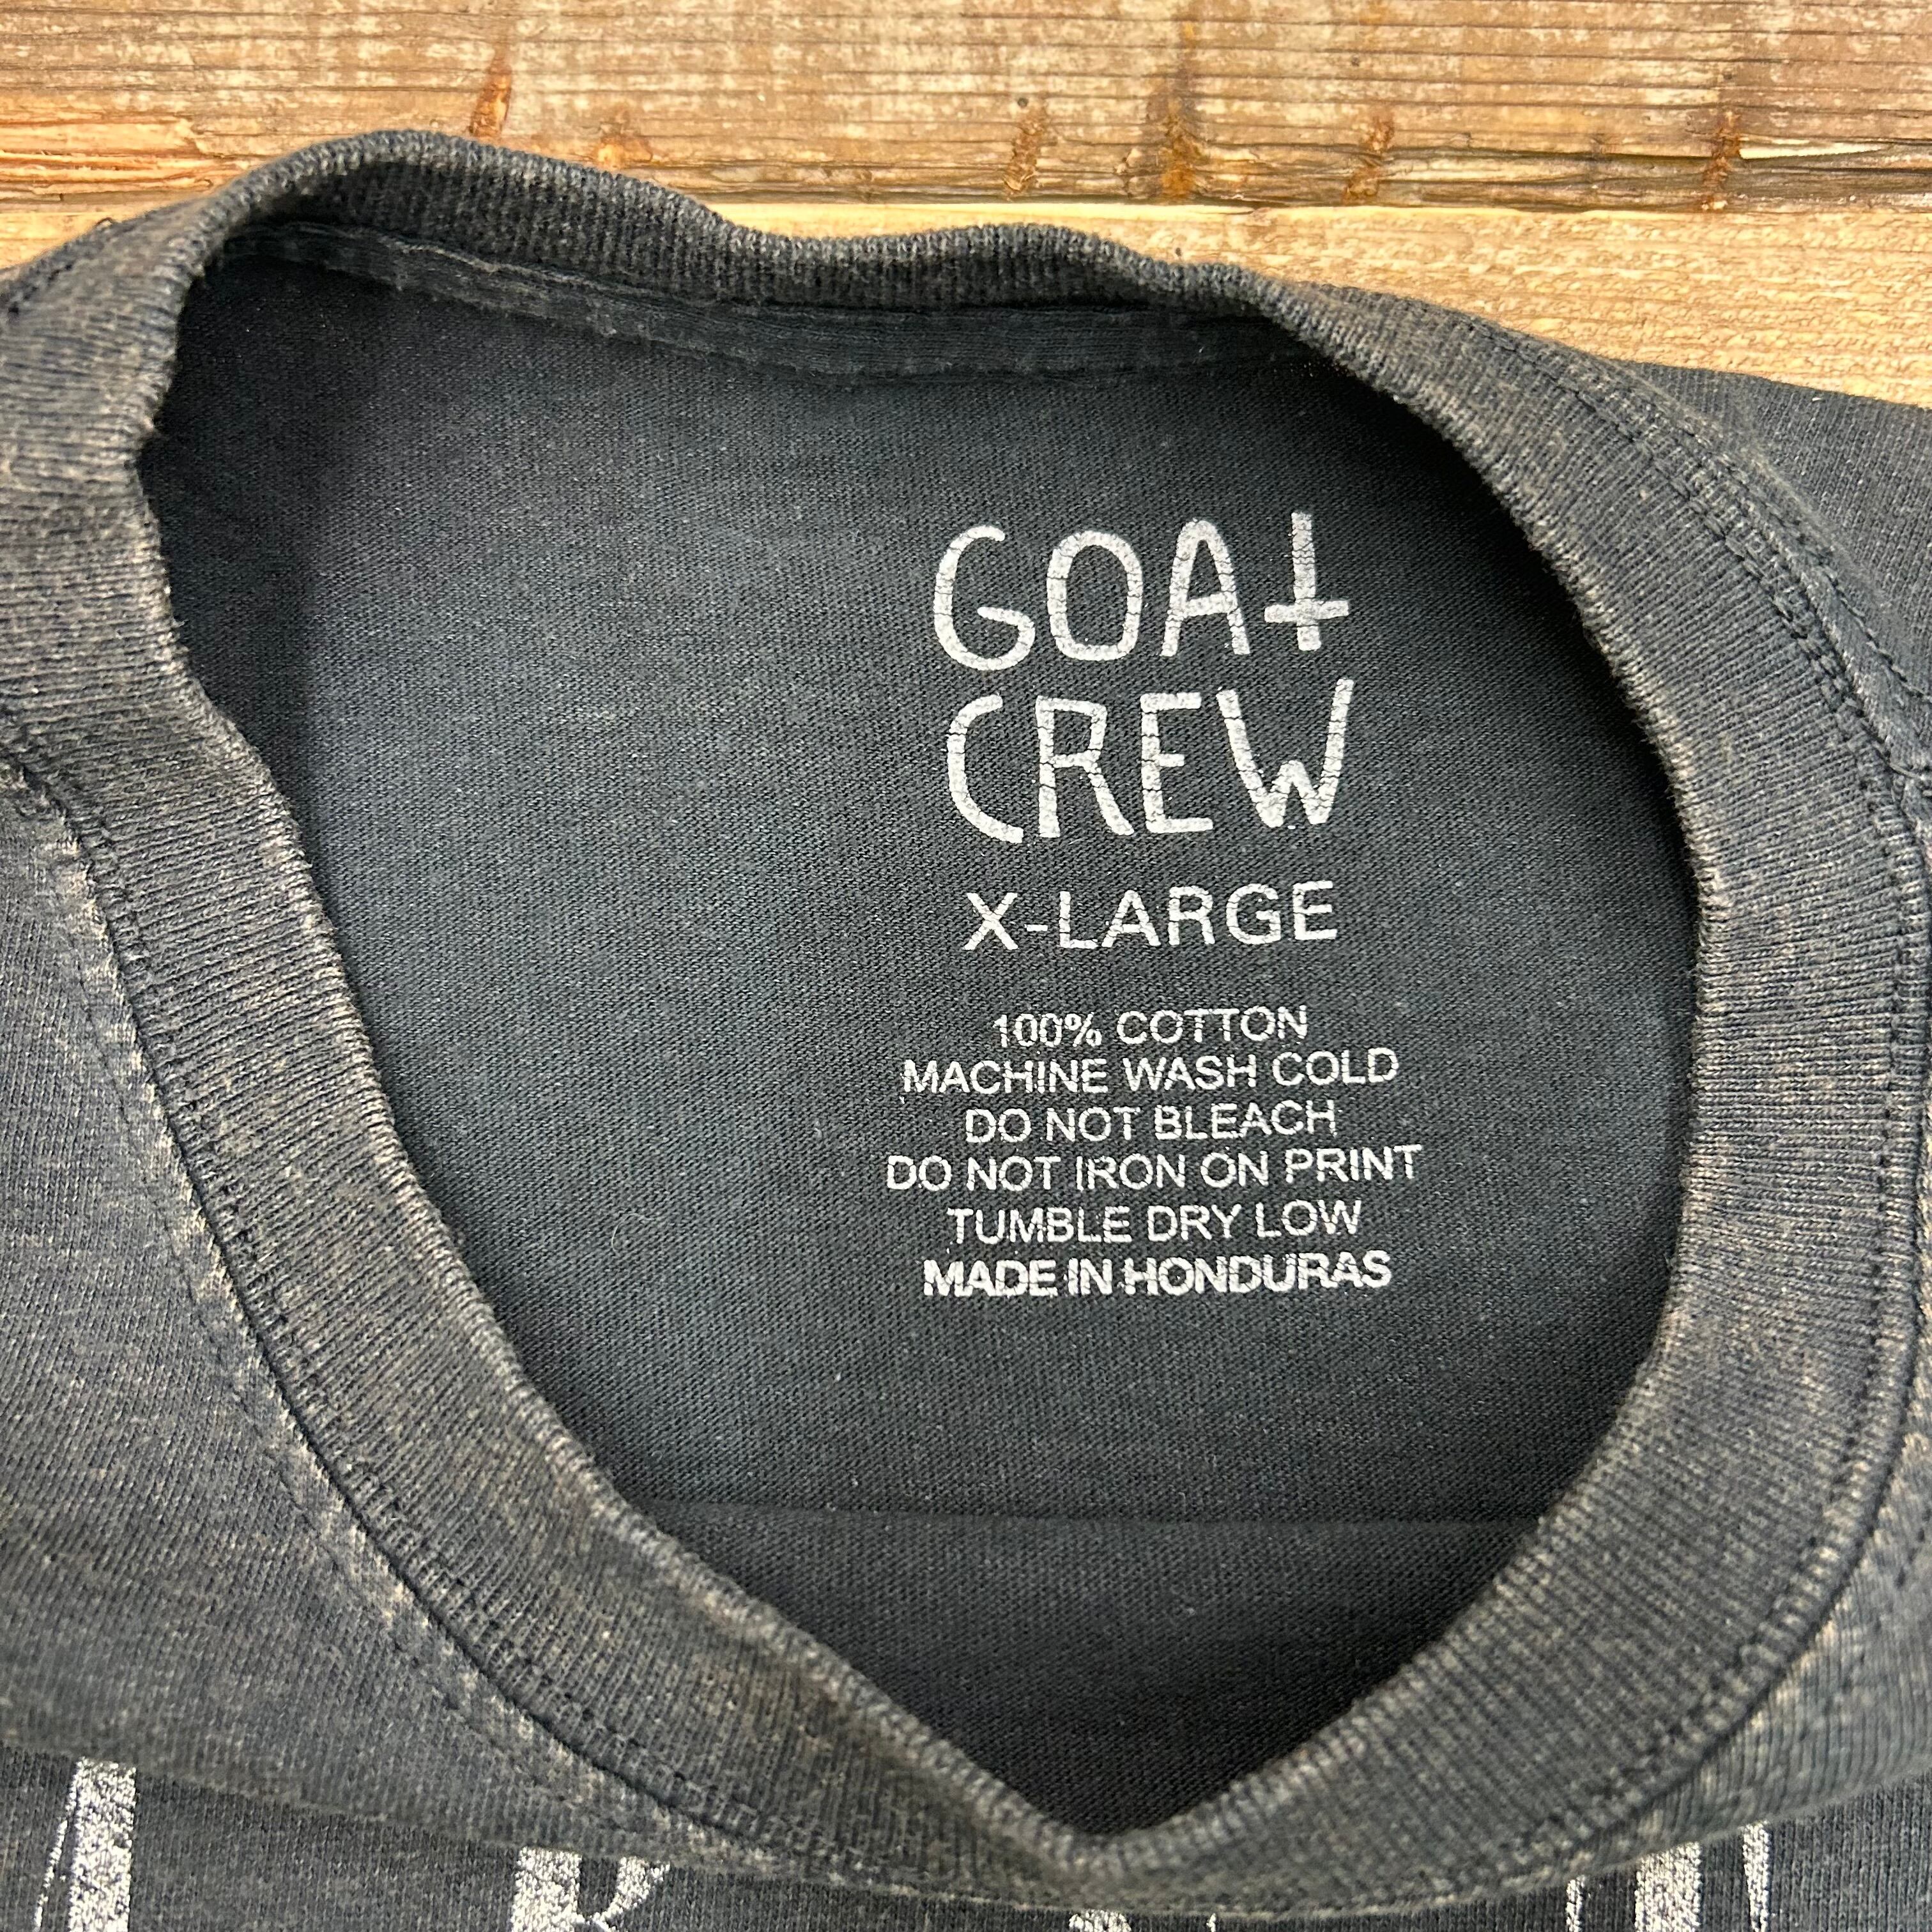 GOAT
CREW
X-LARGE
100% COTTON
MACHINE WASH COLD
DO NOT BLEACH
DO NOT IRON ON PRINT
TUMBLE DRY LOW
MADE IN HONDURAS